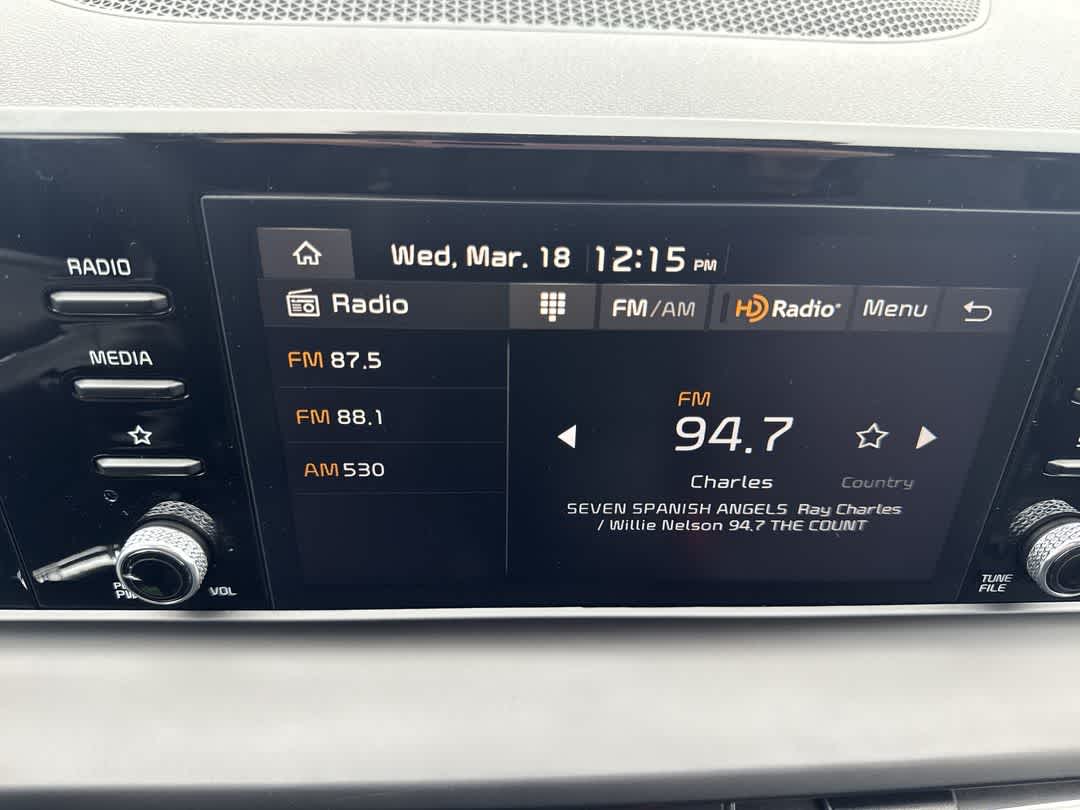 Wed, Mar. 18 12:15 PM
RADIO
Radio FM/AM HD Radio Menu
MEDIA
FM 87.5
FM 88.1
AM 530
FM
94.7
Charles Country
SEVEN SPANISH ANGELS Ray Charles
/ Willie Nelson 94.7 THE COUNT
VOL
TUNE
FILE